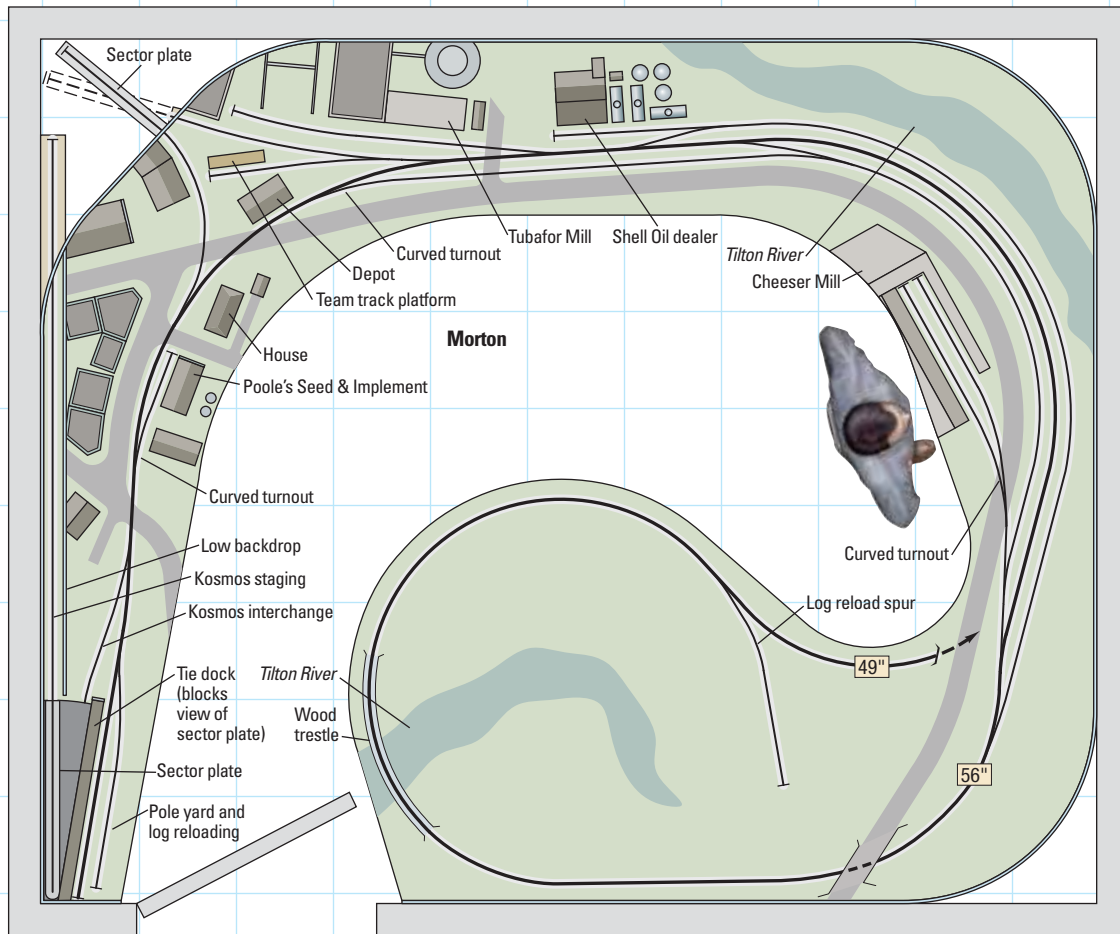 Sector plate
Tubafor Mill
Shell Oil dealer
Tilton River
Cheeser Mill
Curved turnout
Depot
Team track platform
Morton
House
Poole's Seed & Implement
Curved turnout
Low backdrop
Kosmos staging
Kosmos interchange
Curved turnout
Log reload spur
49"
Tie dock
(blocks
view of
sector plate)
Tilton River
Wood
trestle
Sector plate
56"
Pole yard and
log reloading